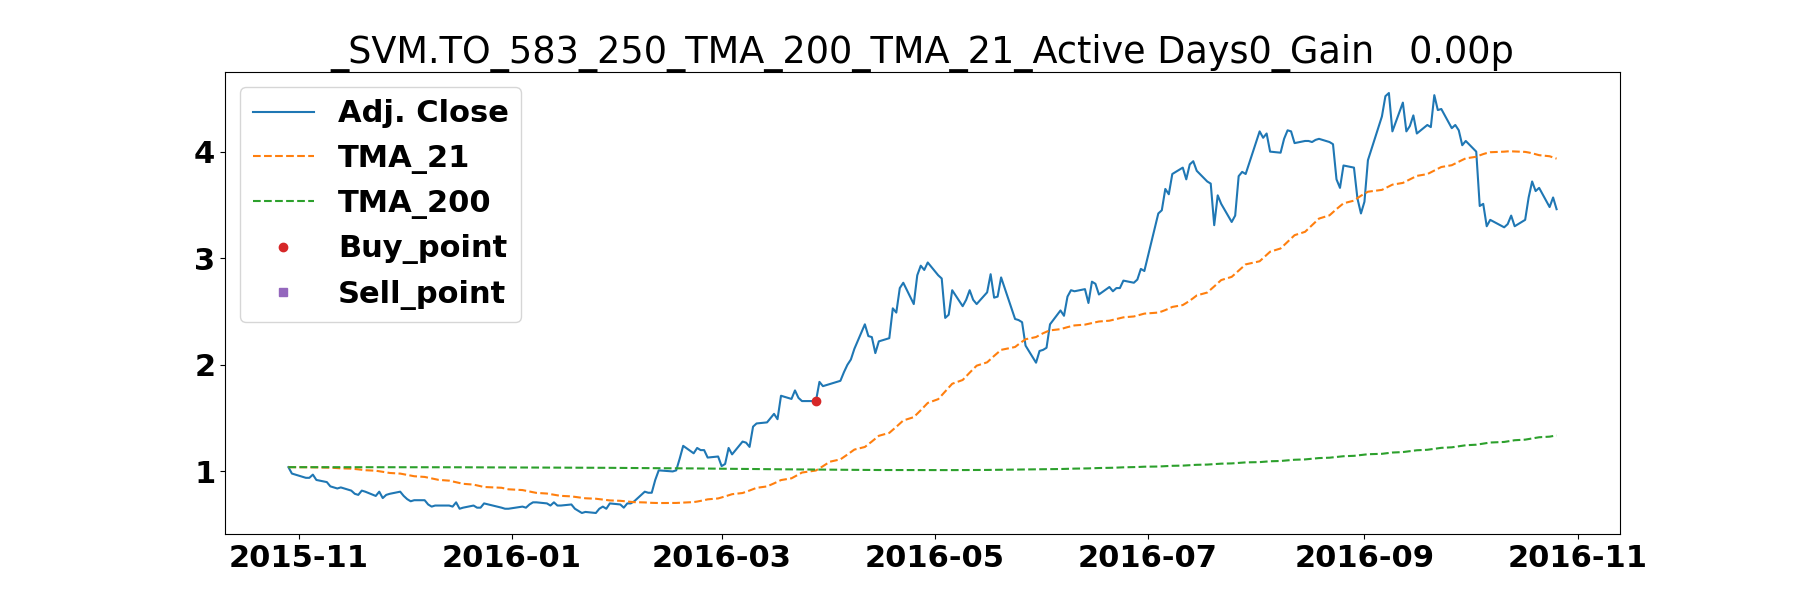 _SVM.TO_583_250_TMA_200_TMA_21_Active Days0_Gain   0.00p
Adj. Close
TMA_21
TMA_200
Buy_point
Sell_point
4
3
2
1
2015-11 2016-01 2016-03 2016-05 2016-07 2016-09 2016-11